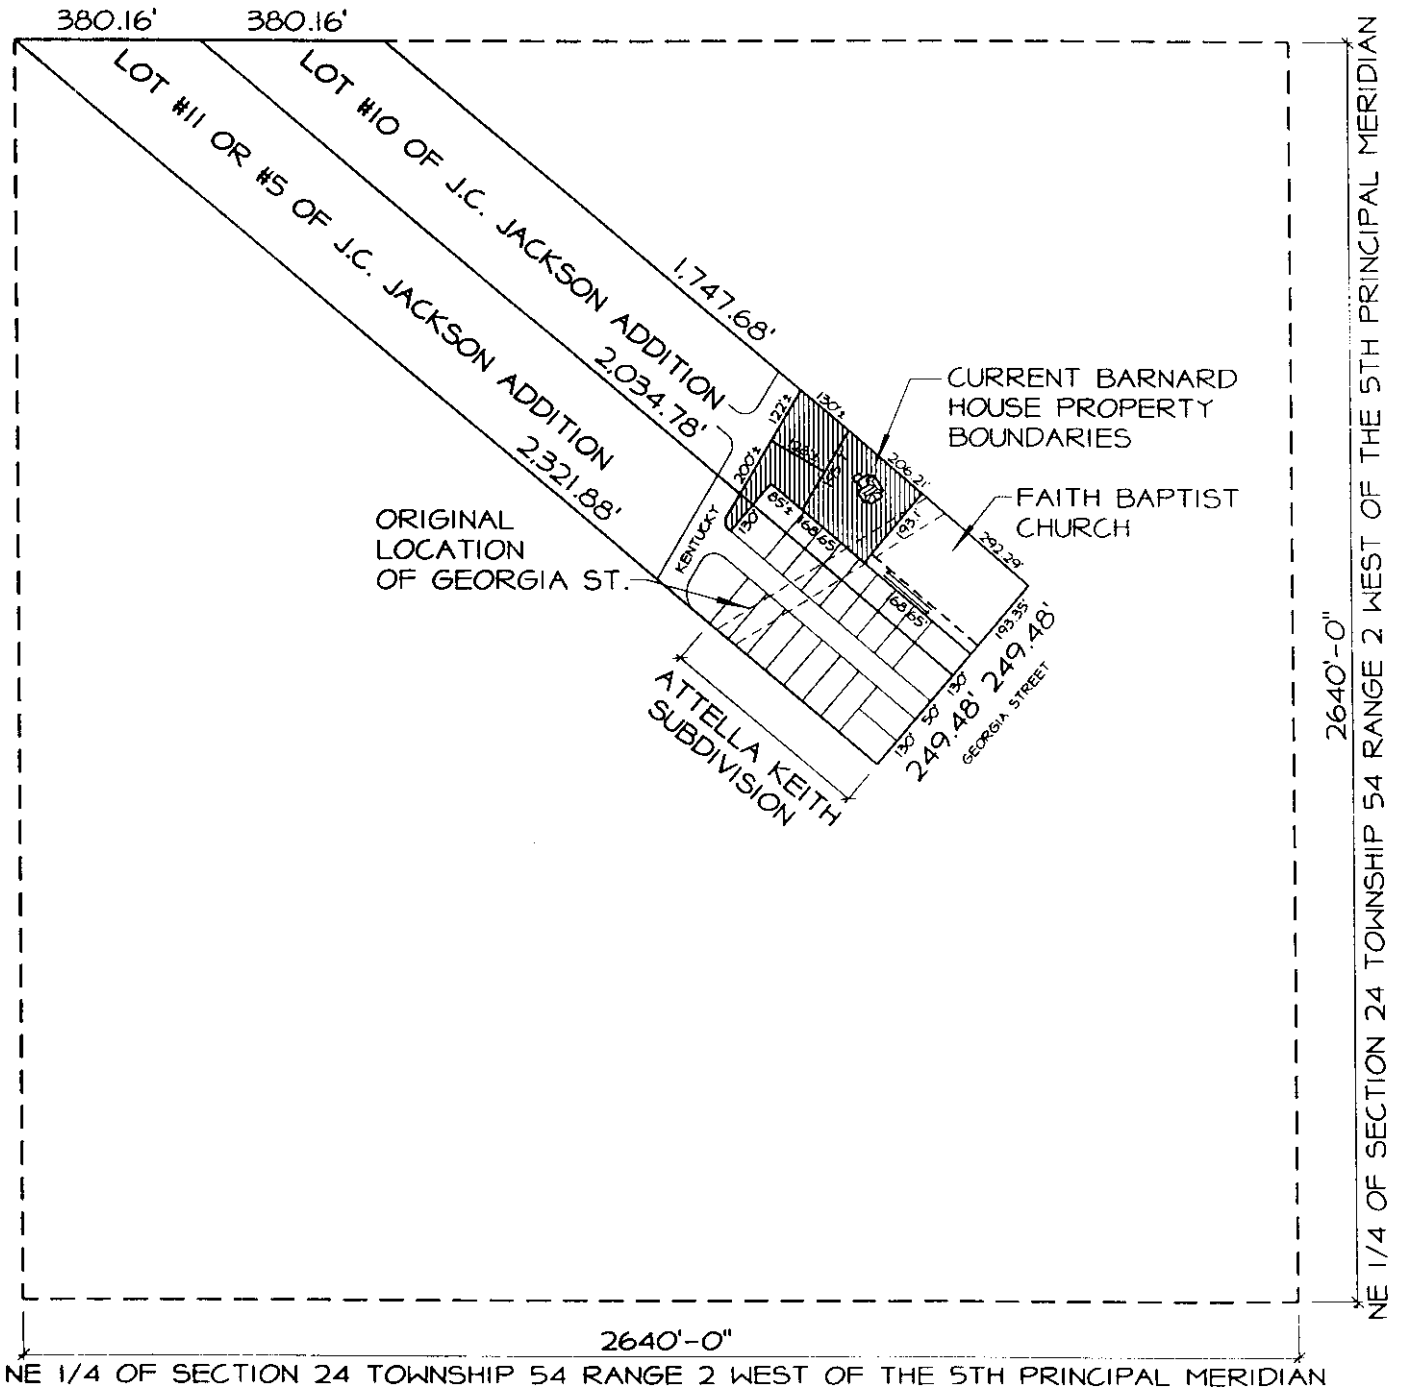 380.16'
380.16'
LOT #11 OR #5 OF J.C. JACKSON ADDITION
LOT #10 OF J.C. JACKSON ADDITION
1,747.68'
2,034.78'
2,321.88'
122'±
130'±
200'±
206.21'
CURRENT BARNARD
HOUSE PROPERTY
BOUNDARIES
FAITH BAPTIST
CHURCH
ORIGINAL
LOCATION
OF GEORGIA ST.
KENTUCKY
130'
85'±
68'
65'
193.1'
292.29'
68'
65'
193.35'
249.48'
249.48'
130'
50'
130'
GEORGIA STREET
ATTELLA KEITH
SUBDIVISION
2640'-0"
NE 1/4 OF SECTION 24 TOWNSHIP 54 RANGE 2 WEST OF THE 5TH PRINCIPAL MERIDIAN
2640'-0"
NE 1/4 OF SECTION 24 TOWNSHIP 54 RANGE 2 WEST OF THE 5TH PRINCIPAL MERIDIAN